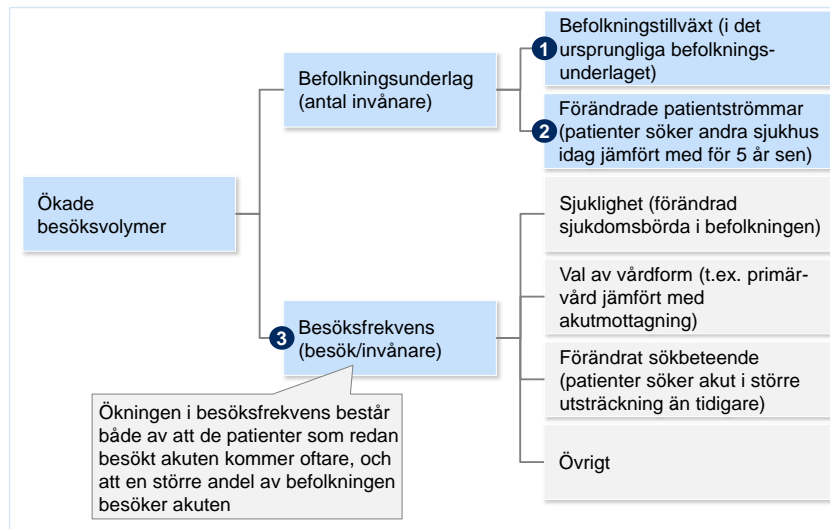 Ökade
besöksvolymer
Befolkningsunderlag
(antal invånare)
1
Befolkningstillväxt (i det
ursprungliga befolknings-
underlaget)
2
Förändrade patientströmmar
(patienter söker andra sjukhus
idag jämfört med för 5 år sen)
3
Besöksfrekvens
(besök/invånare)
Sjuklighet (förändrad
sjukdomsbörda i befolkningen)
Val av vårdform (t.ex. primär-
vård jämfört med
akutmottagning)
Förändrat sökbeteende
(patienter söker akut i större
utsträckning än tidigare)
Övrigt
Ökningen i besöksfrekvens består
både av att de patienter som redan
besökt akuten kommer oftare, och
att en större andel av befolkningen
besöker akuten